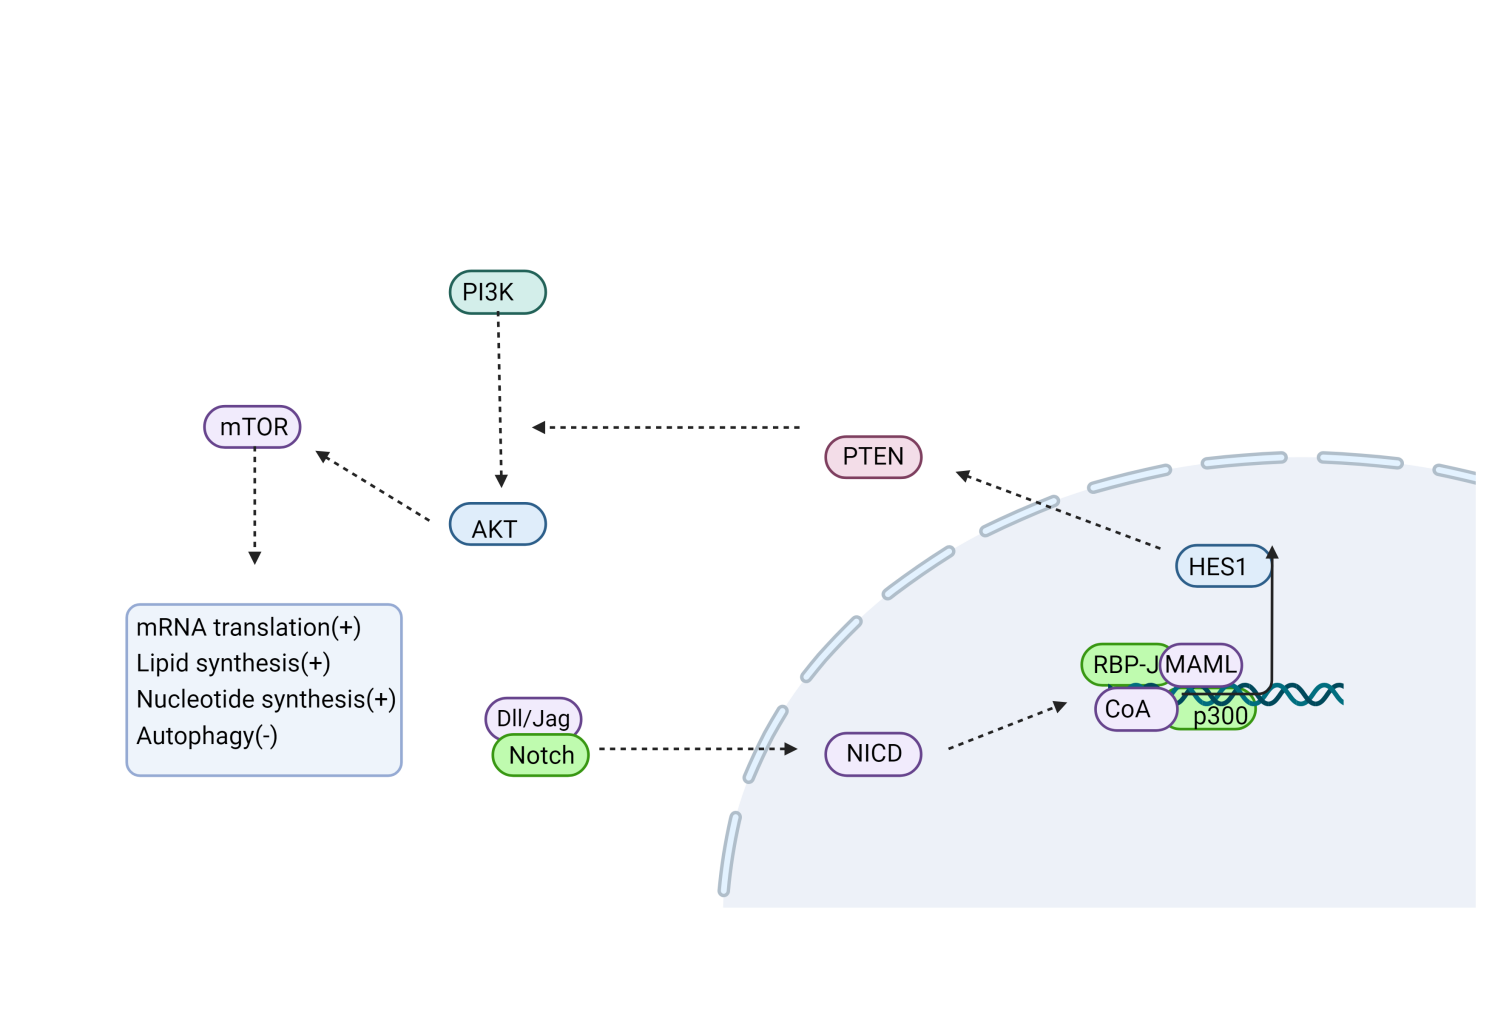 PI3K
mTOR
PTEN
AKT
HES1
mRNA translation(+)
Lipid synthesis(+)
Nucleotide synthesis(+)
Autophagy(-)
RBP-J
MAML
CoA
p300
Dll/Jag
Notch
NICD